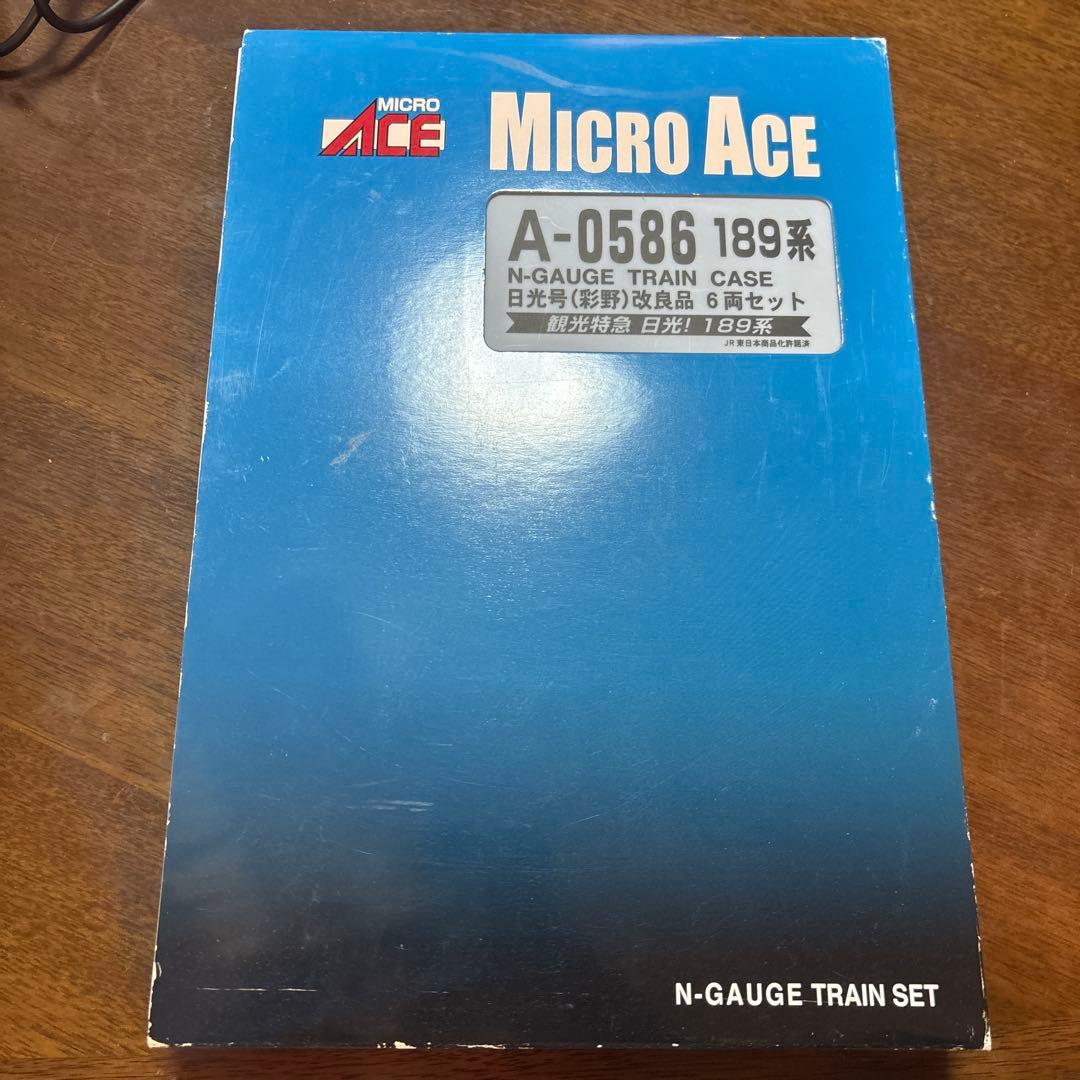 MICRO
ACE
MICRO ACE
A-0586 189系
N-GAUGE TRAIN CASE
日光号(彩野)改良品 6両セット
観光特急 日光! 189系
JR東日本商品化許諾済
N-GAUGE TRAIN SET